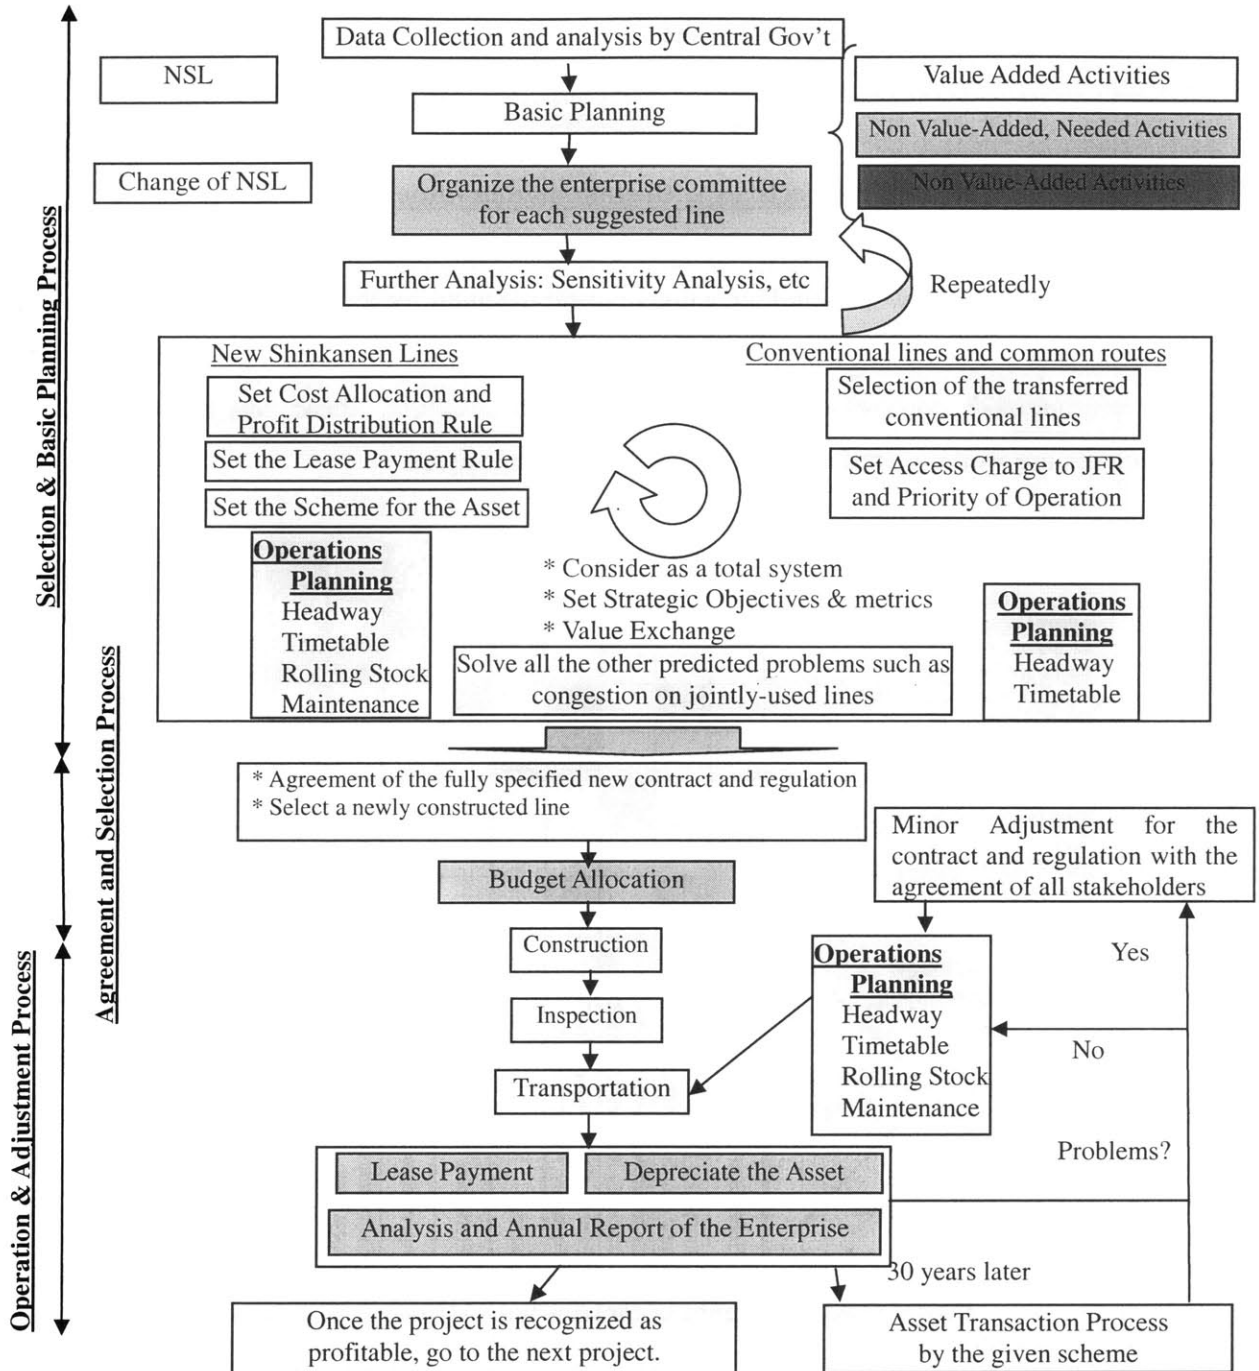 Data Collection and analysis by Central Gov't
NSL
Value Added Activities
Basic Planning
Non Value-Added, Needed Activities
Change of NSL
Organize the enterprise committee
for each suggested line
Non Value-Added Activities
Further Analysis: Sensitivity Analysis, etc
Repeatedly
Selection & Basic Planning Process
New Shinkansen Lines
Set Cost Allocation and
Profit Distribution Rule
Set the Lease Payment Rule
Set the Scheme for the Asset
Operations
Planning
Headway
Timetable
Rolling Stock
Maintenance
Conventional lines and common routes
Selection of the transferred
conventional lines
Set Access Charge to JFR
and Priority of Operation
* Consider as a total system
* Set Strategic Objectives & metrics
* Value Exchange
Solve all the other predicted problems such as
congestion on jointly-used lines
Operations
Planning
Headway
Timetable
Agreement and Selection Process
* Agreement of the fully specified new contract and regulation
* Select a newly constructed line
Budget Allocation
Minor Adjustment for the
contract and regulation with the
agreement of all stakeholders
Construction
Inspection
Transportation
Operations
Planning
Headway
Timetable
Rolling Stock
Maintenance
Yes
No
Problems?
Operation & Adjustment Process
Lease Payment
Depreciate the Asset
Analysis and Annual Report of the Enterprise
30 years later
Once the project is recognized as
profitable, go to the next project.
Asset Transaction Process
by the given scheme